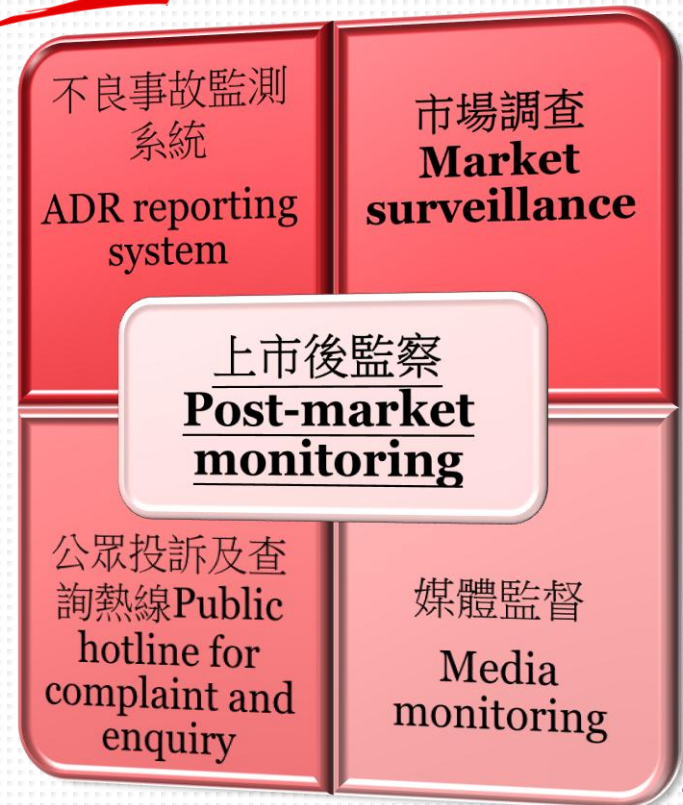 不良事故監測
系統
ADR reporting
system
市場調查
Market
surveillance
上市後監察
Post-market
monitoring
公眾投訴及查
詢熱線Public
hotline for
complaint and
enquiry
媒體監督
Media
monitoring